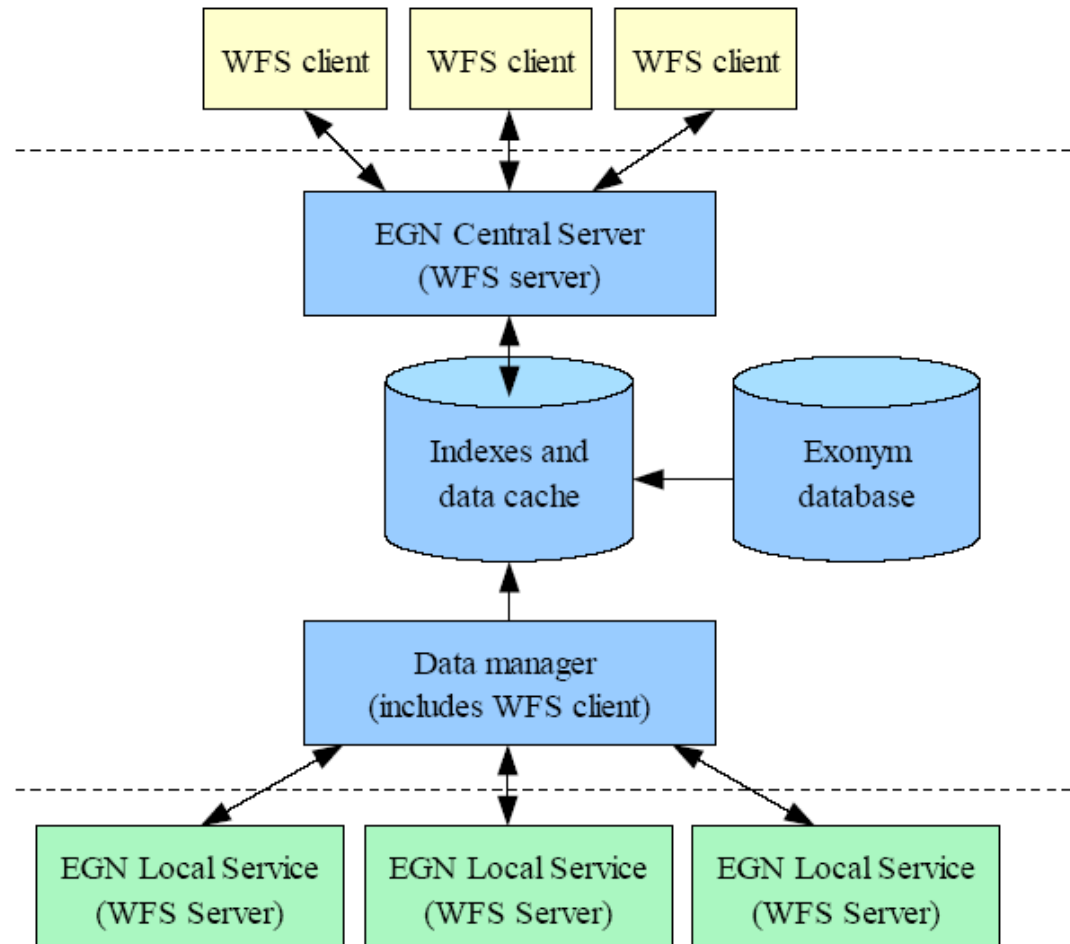 WFS client
WFS client
WFS client
EGN Central Server
(WFS server)
Indexes and
data cache
Exonym
database
Data manager
(includes WFS client)
EGN Local Service
(WFS Server)
EGN Local Service
(WFS Server)
EGN Local Service
(WFS Server)